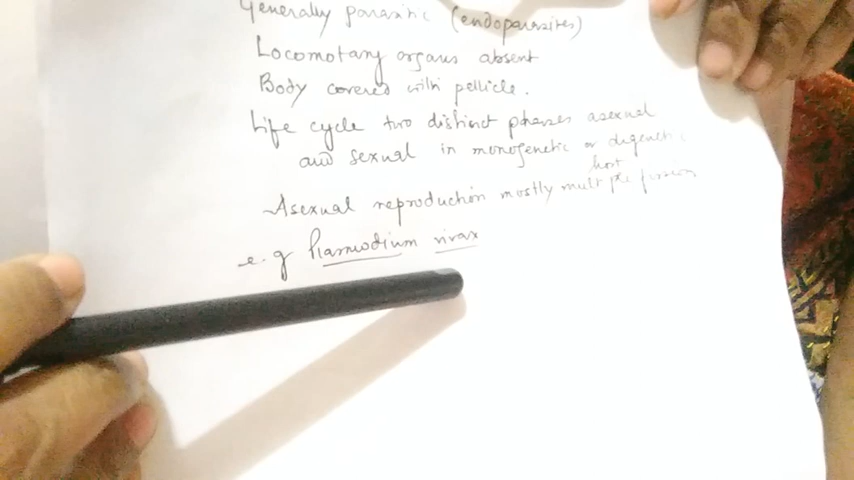 Generally parasitic (endoparasites)
Locomotary organs absent
Body covered with pellicle.
Life cycle two distinct phases asexual
and sexual in monogenetic or digenetic
host
Asexual reproduction mostly multiple fission
e.g Plasmodium vivax